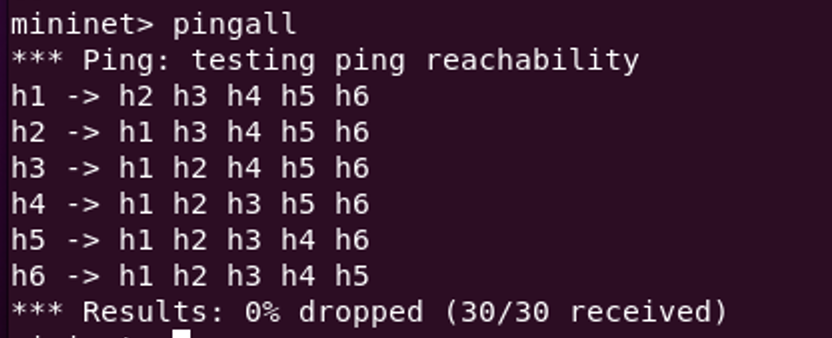 mininet> pingall
*** Ping: testing ping reachability
h1 -> h2 h3 h4 h5 h6
h2 -> h1 h3 h4 h5 h6
h3 -> h1 h2 h4 h5 h6
h4 -> h1 h2 h3 h5 h6
h5 -> h1 h2 h3 h4 h6
h6 -> h1 h2 h3 h4 h5
*** Results: 0% dropped (30/30 received)